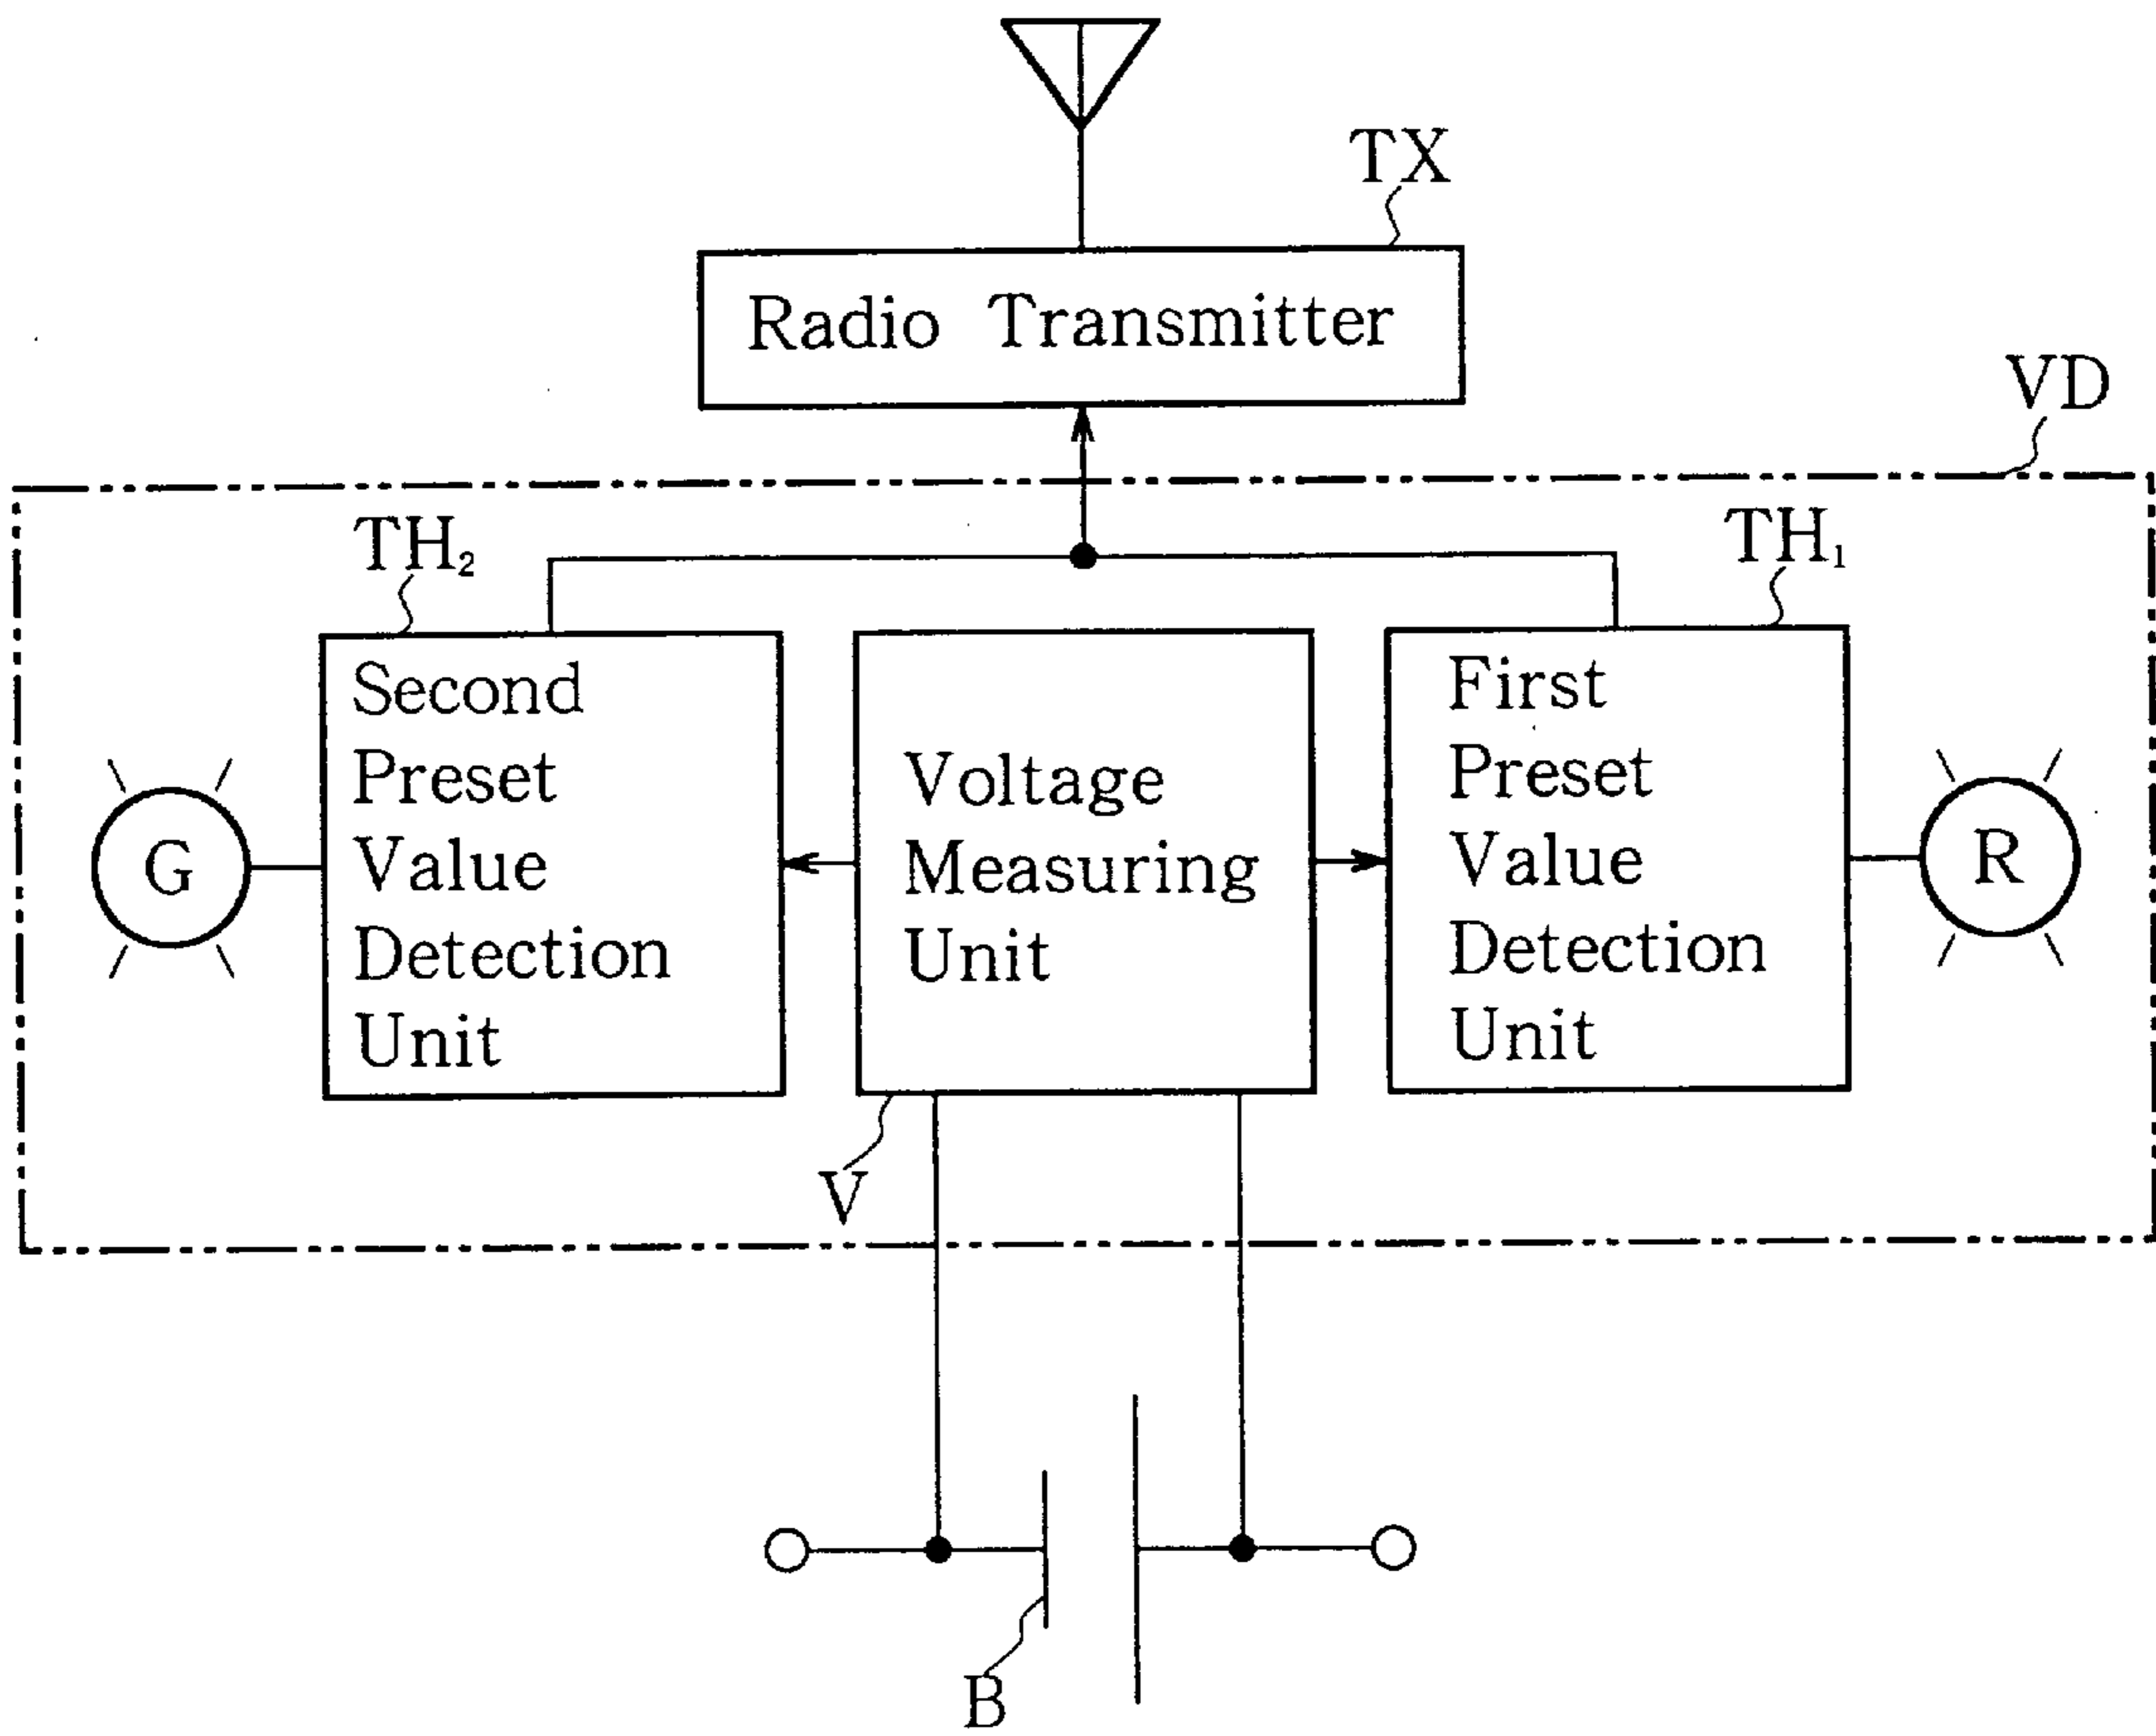 TX
Radio Transmitter
VD
TH₂
TH₁
Second
Preset
Value
Detection
Unit
Voltage
Measuring
Unit
First
Preset
Value
Detection
Unit
G
R
V
B